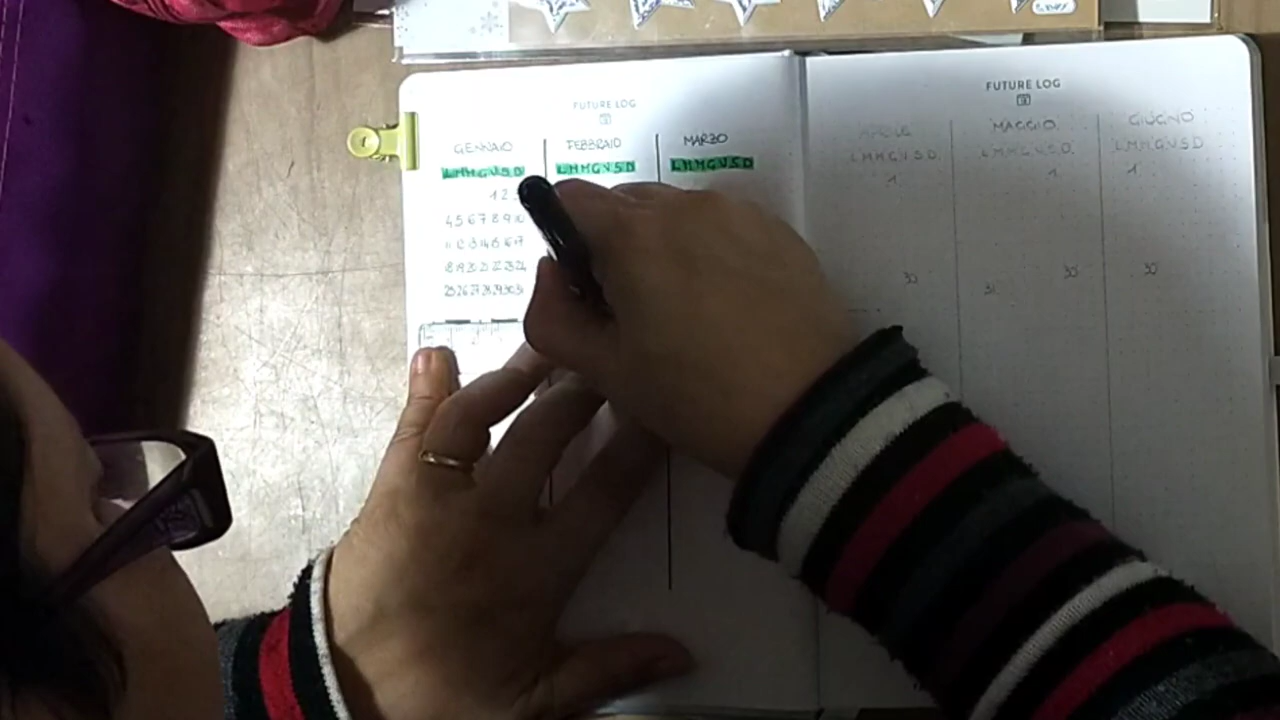 FUTURE LOG
GENNAIO
FEBBRAIO
MARZO
LMMGVSD
LMMGVSD
LMMGVSD
1 2 3
4 5 6 7 8 9 10
11 12 13 14 15 16 17
18 19 20 21 22 23 24
25 26 27 28 29 30 31
FUTURE LOG
APRILE
MAGGIO
GIUGNO
LMMGVSD
LMMGVSD
LMMGVSD
1
1
1
30
31
30
30